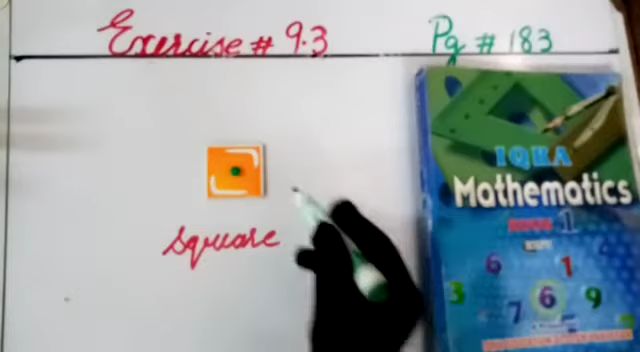 Exercise # 9.3
Pg # 183
Square
IQRA
Mathematics
1
6
1
3
7
6
9